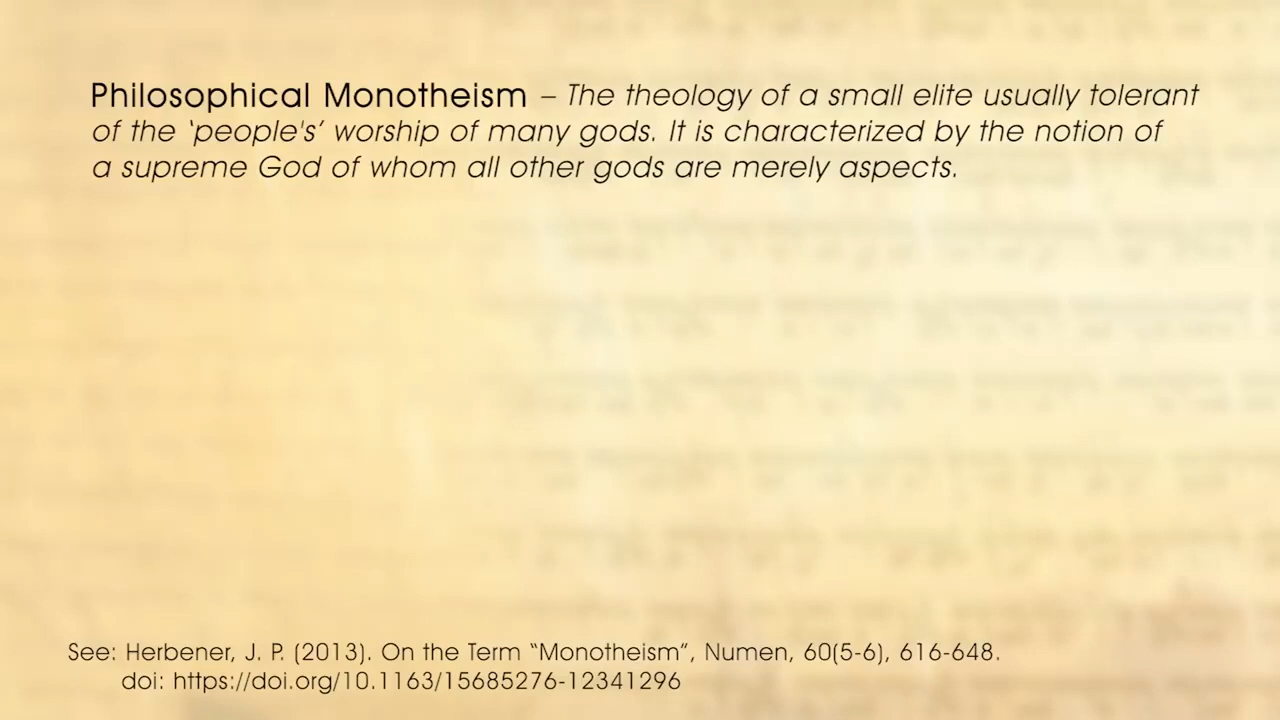 Philosophical Monotheism – The theology of a small elite usually tolerant
of the ‘people's’ worship of many gods. It is characterized by the notion of
a supreme God of whom all other gods are merely aspects.
See: Herbener, J. P. (2013). On the Term “Monotheism”, Numen, 60(5-6), 616-648.
doi: https://doi.org/10.1163/15685276-12341296